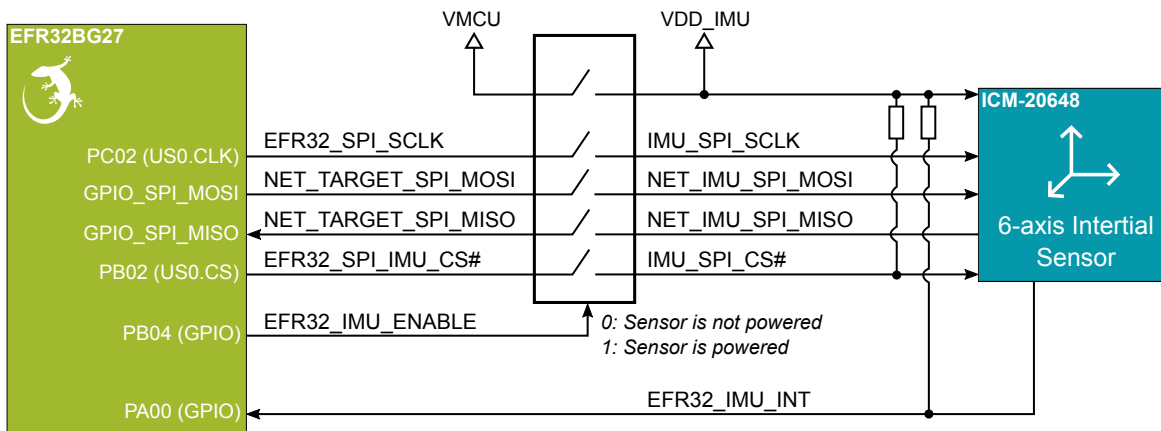 VMCU
VDD_IMU
EFR32BG27
ICM-20648
PC02 (US0.CLK)
EFR32_SPI_SCLK
IMU_SPI_SCLK
GPIO_SPI_MOSI
NET_TARGET_SPI_MOSI
NET_IMU_SPI_MOSI
GPIO_SPI_MISO
NET_TARGET_SPI_MISO
NET_IMU_SPI_MISO
6-axis Intertial
Sensor
PB02 (US0.CS)
EFR32_SPI_IMU_CS#
IMU_SPI_CS#
PB04 (GPIO)
EFR32_IMU_ENABLE
0: Sensor is not powered
1: Sensor is powered
PA00 (GPIO)
EFR32_IMU_INT